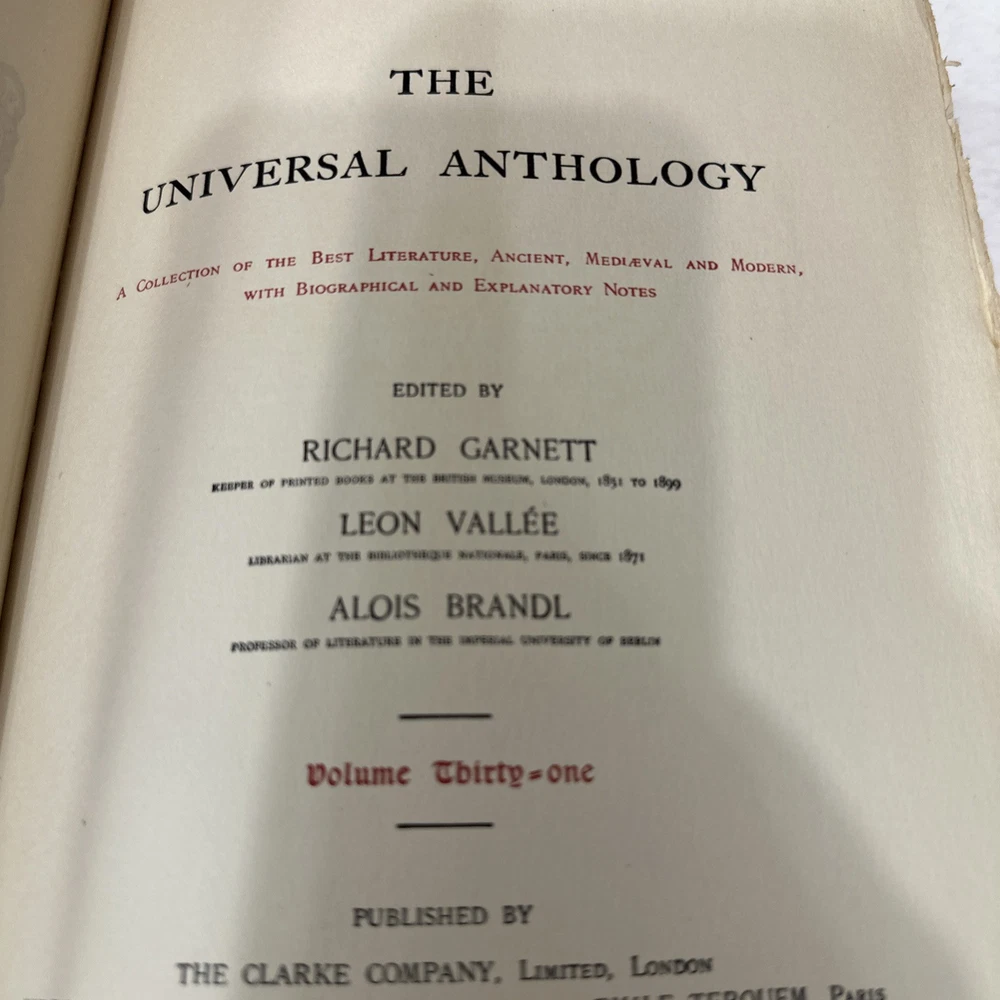 THE
UNIVERSAL ANTHOLOGY
A COLLECTION OF THE BEST LITERATURE, ANCIENT, MEDIÆVAL AND MODERN,
WITH BIOGRAPHICAL AND EXPLANATORY NOTES
EDITED BY
RICHARD GARNETT
KEEPER OF PRINTED BOOKS AT THE BRITISH MUSEUM, LONDON, 1851 TO 1899
LEON VALLÉE
LIBRARIAN AT THE BIBLIOTHEQUE NATIONALE, PARIS, SINCE 1871
ALOIS BRANDL
PROFESSOR OF LITERATURE IN THE IMPERIAL UNIVERSITY OF BERLIN
Volume Thirty-one
PUBLISHED BY
THE CLARKE COMPANY, LIMITED, LONDON
TERQUEM, PARIS